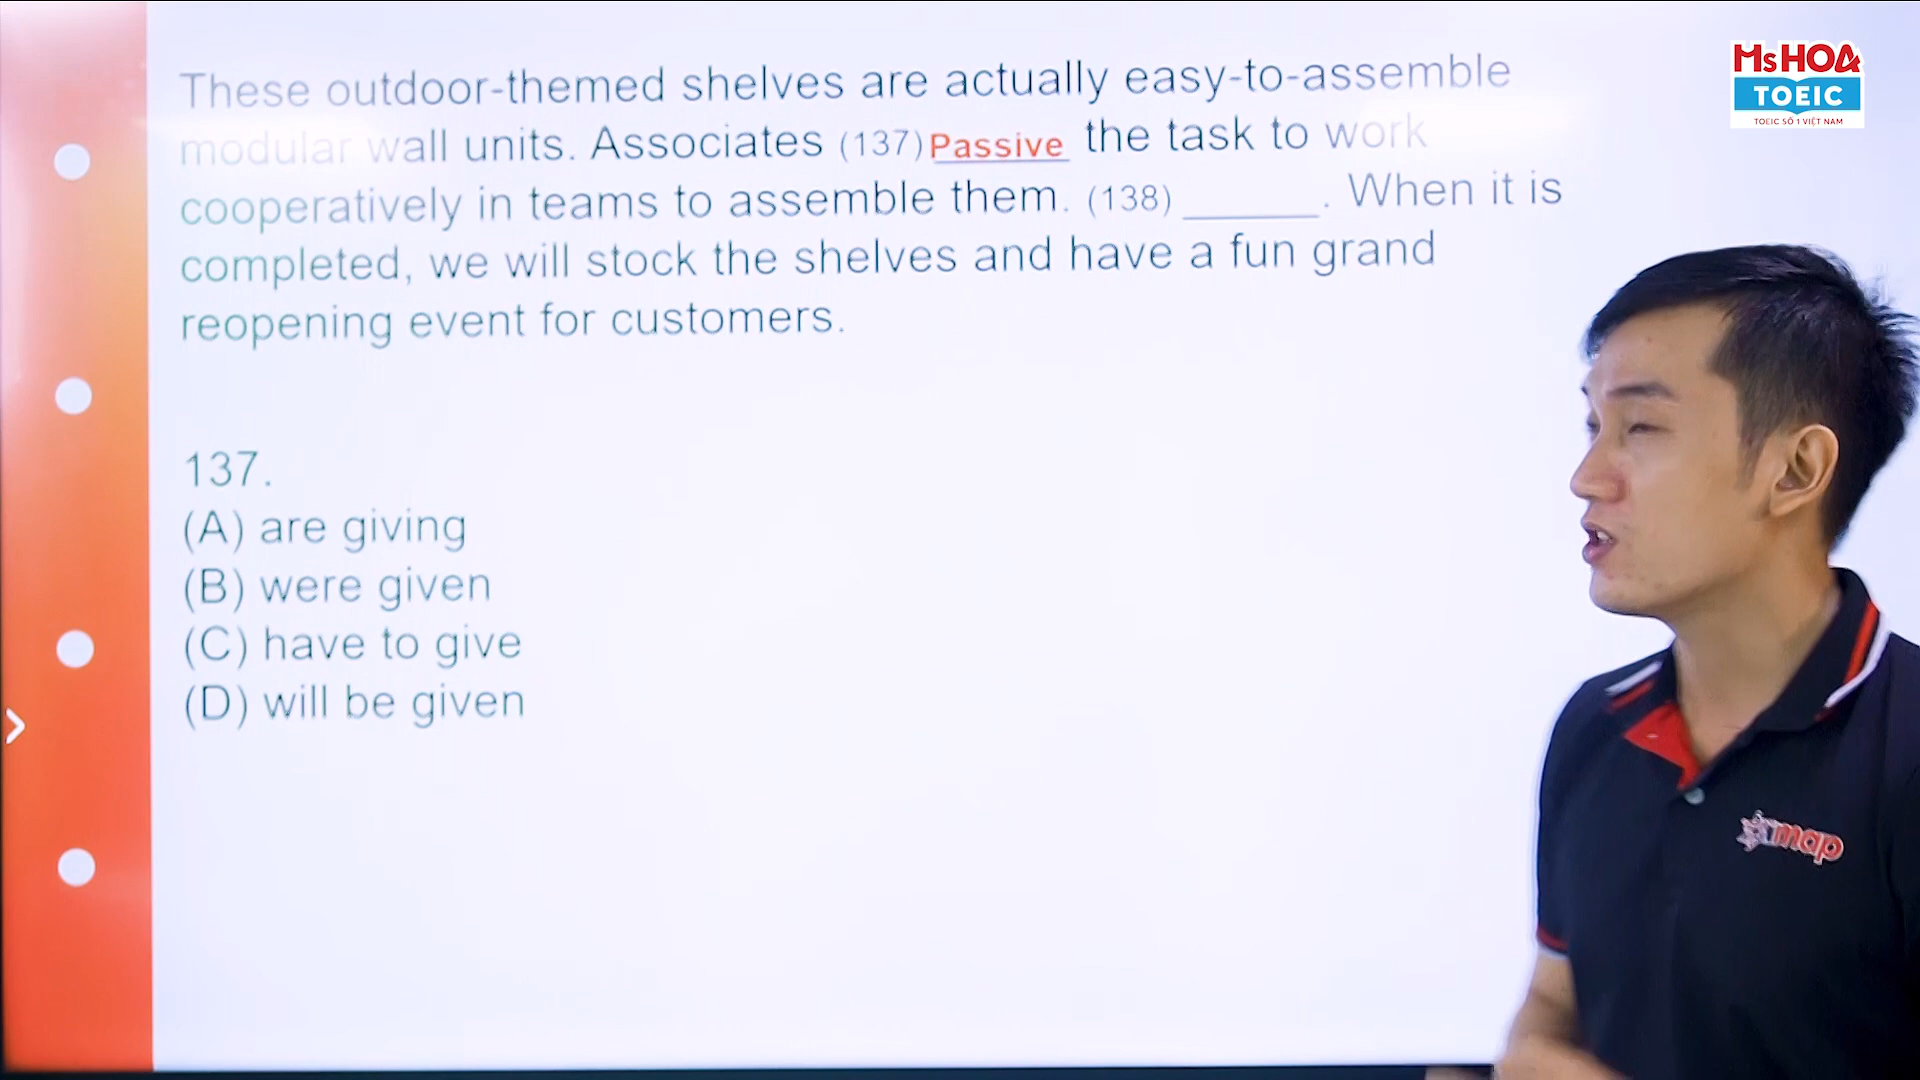 These outdoor-themed shelves are actually easy-to-assemble
modular wall units. Associates (137) Passive the task to work
cooperatively in teams to assemble them. (138) ______. When it is
completed, we will stock the shelves and have a fun grand
reopening event for customers.
137.
(A) are giving
(B) were given
(C) have to give
(D) will be given
MsHOA
TOEIC
TOEIC SỐ 1 VIỆT NAM
map